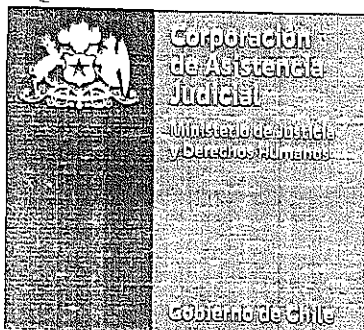 Corporación
de Asistencia
Judicial
Ministerio de Justicia
y Derechos Humanos
Gobierno de Chile